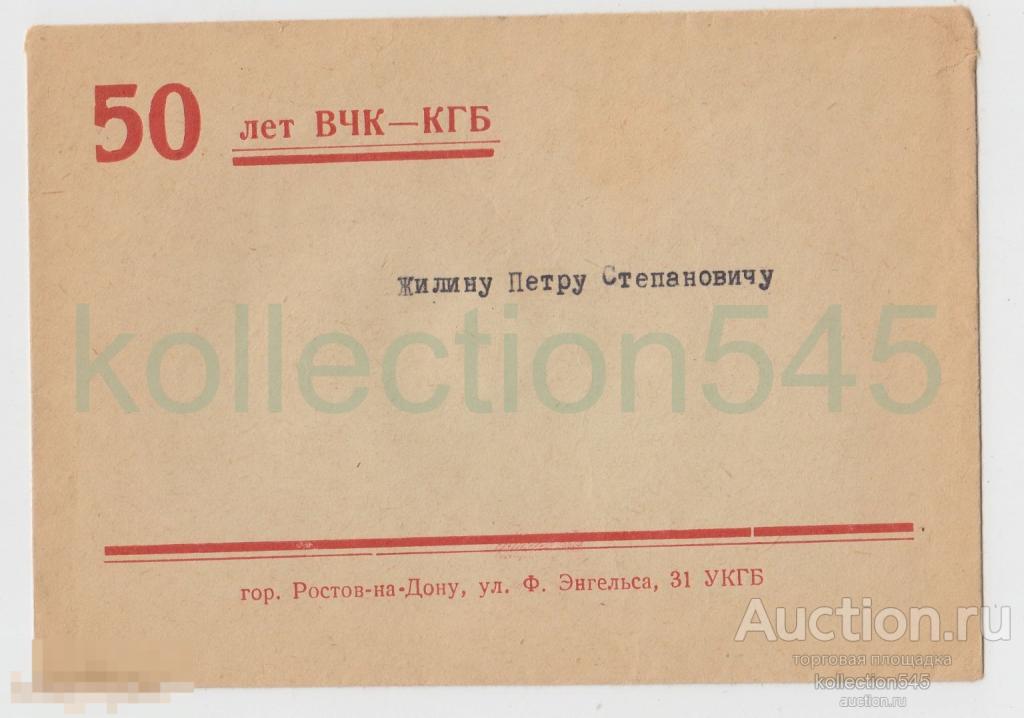 50 лет ВЧК—КГБ
Жилину Петру Степановичу
kollection545
гор. Ростов-на-Дону, ул. Ф. Энгельса, 31 УКГБ
Auction.ru
торговая площадка
kollection545
auction.ru